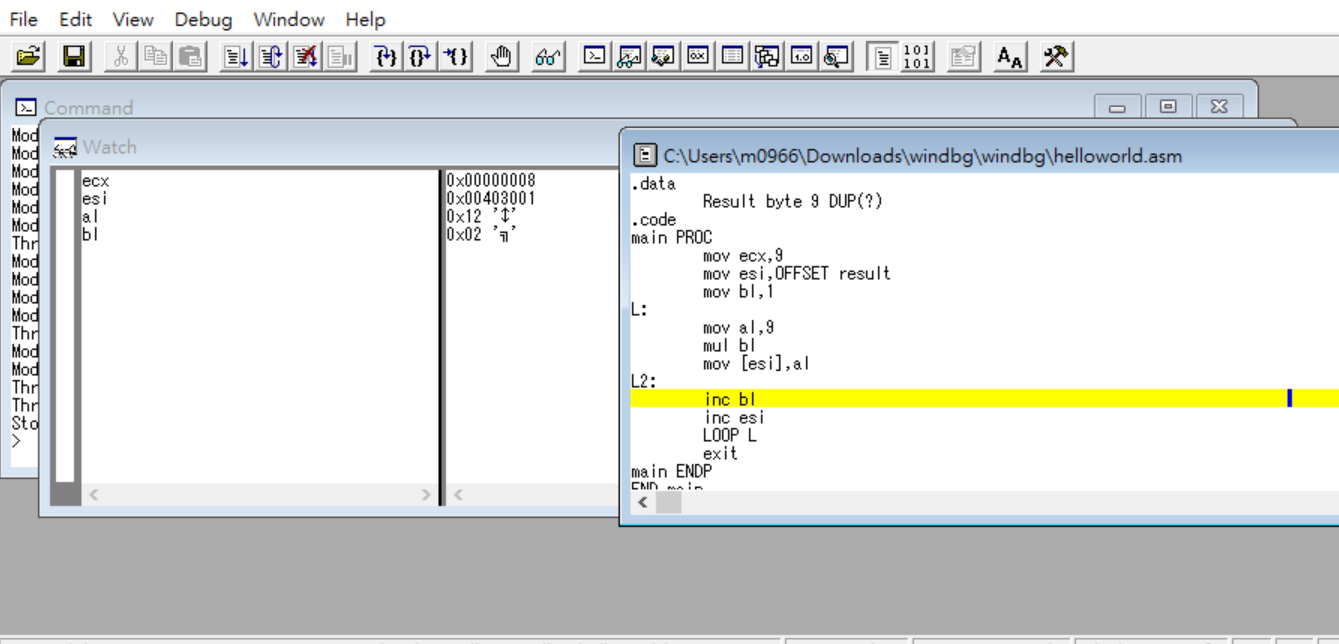 File Edit View Debug Window Help
Command
Mod
Mod
Mod
Mod
Mod
Mod
Thr
Mod
Mod
Mod
Mod
Thr
Mod
Mod
Thr
Thr
Sto
>
Watch
ecx 0x00000008
esi 0x00403001
al 0x12 '↕'
bl 0x02 '╗'
C:\Users\m0966\Downloads\windbg\windbg\helloworld.asm
.data
Result byte 9 DUP(?)
.code
main PROC
mov ecx,9
mov esi,OFFSET result
mov bl,1
L:
mov al,9
mul bl
mov [esi],al
L2:
inc bl
inc esi
LOOP L
exit
main ENDP
END main